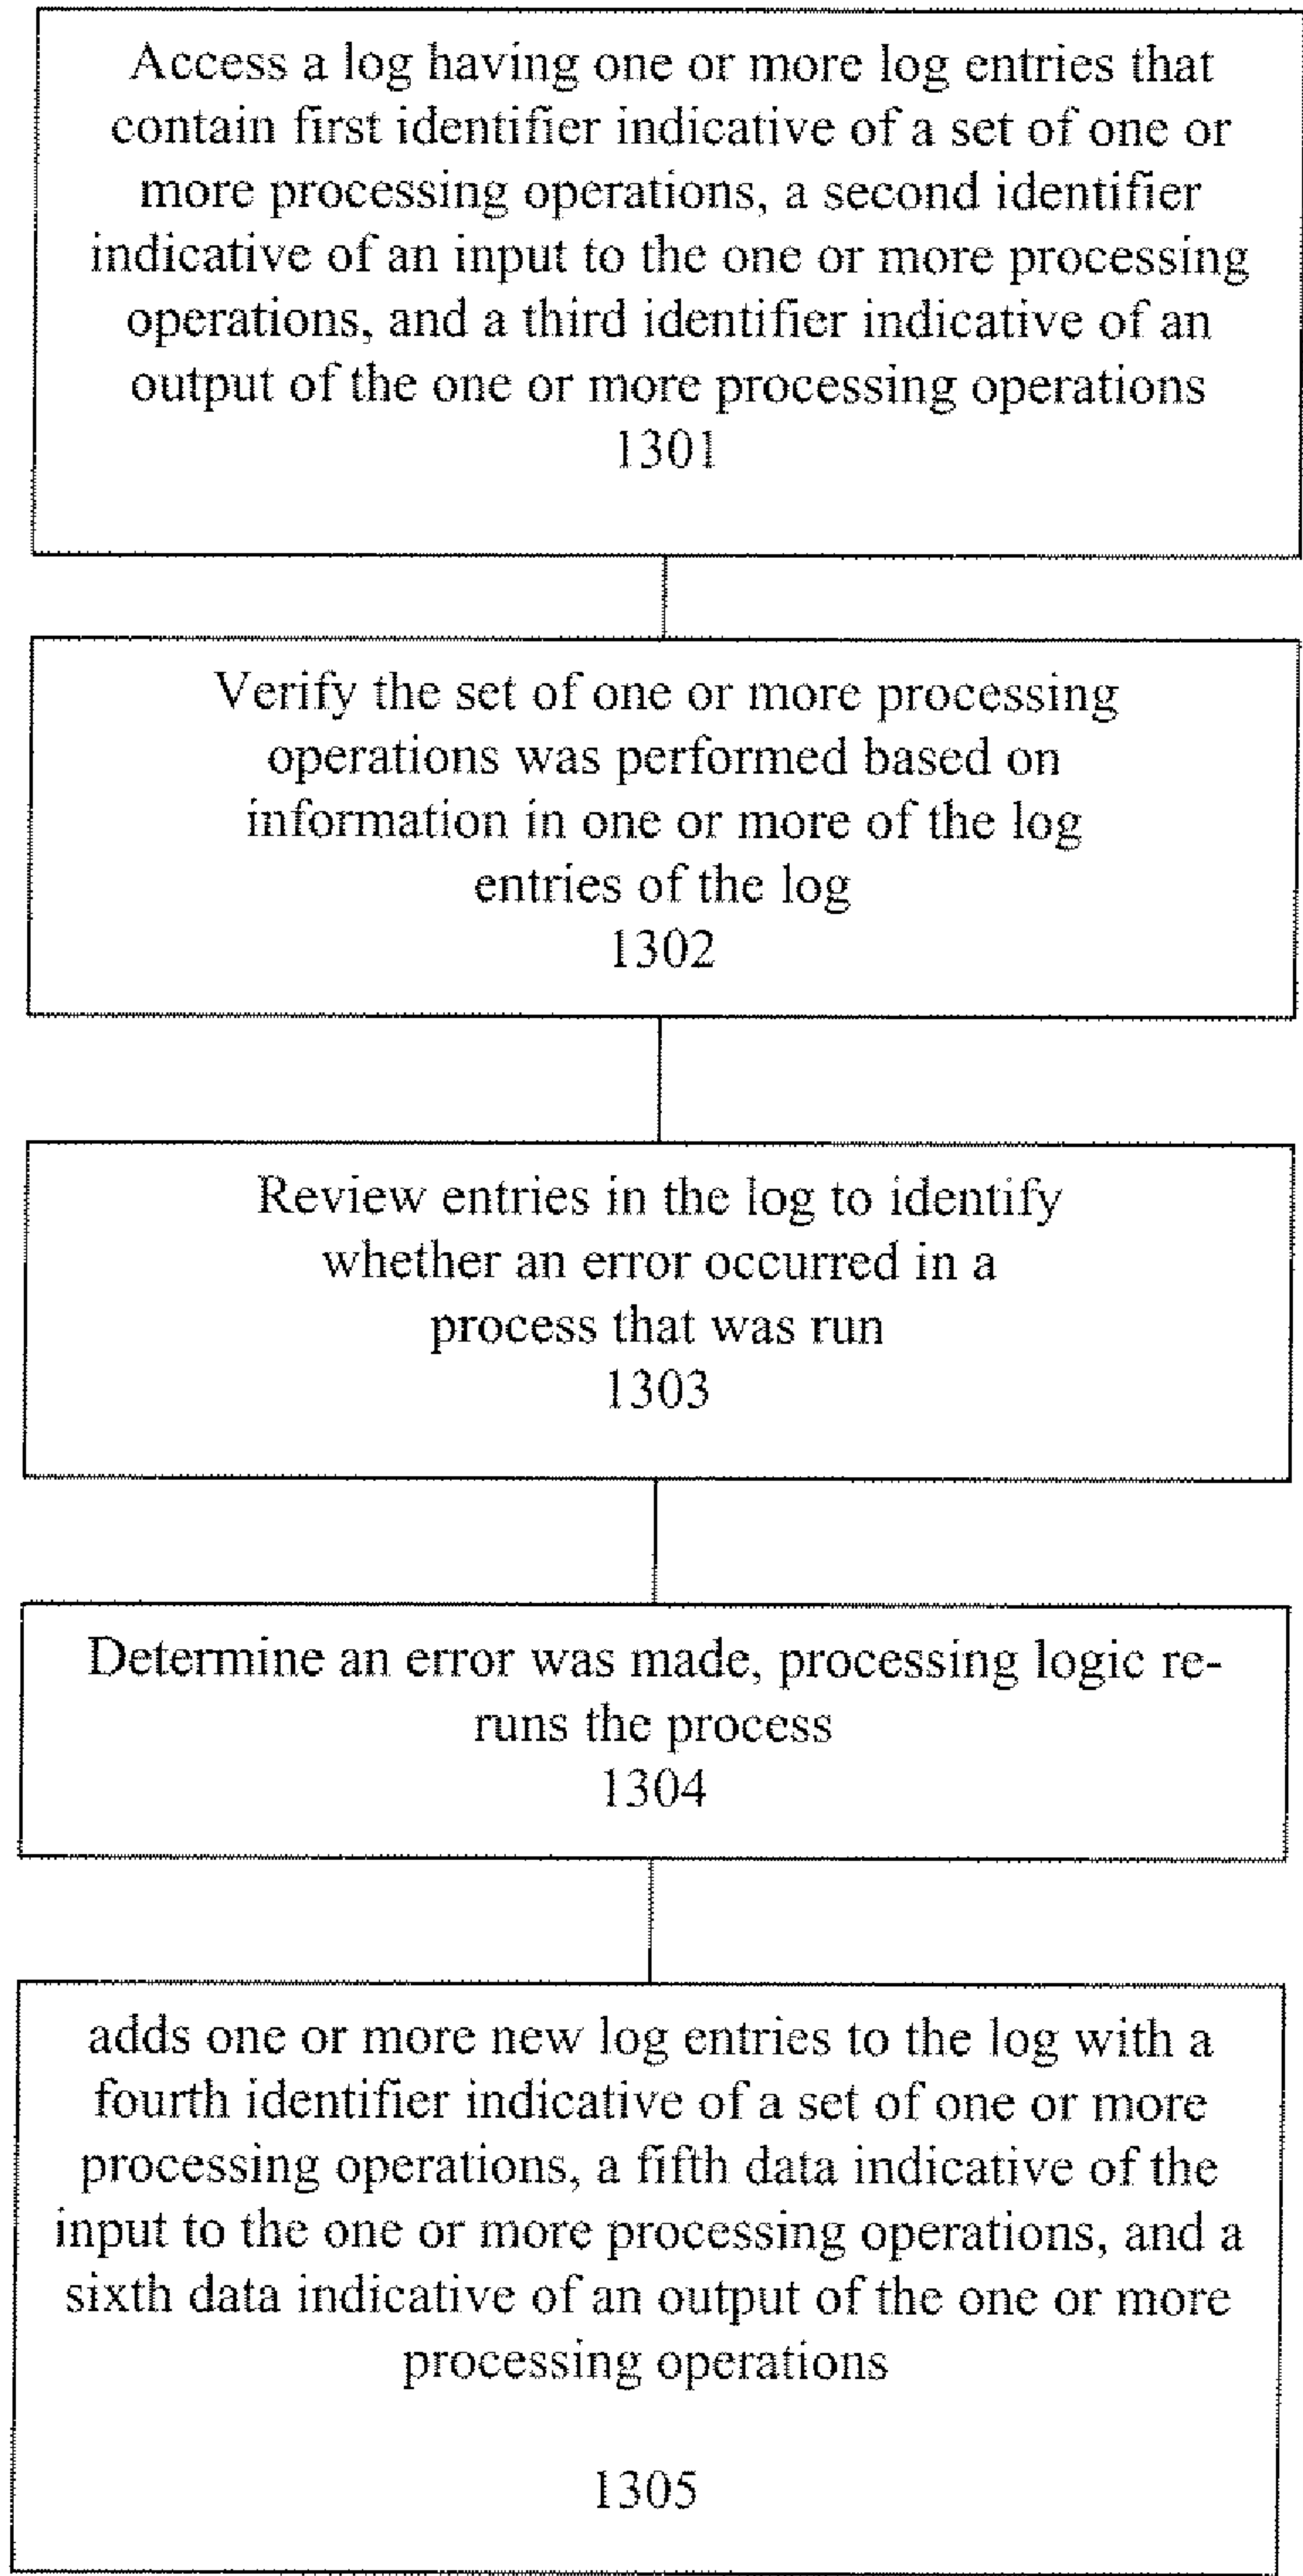 Access a log having one or more log entries that
contain first identifier indicative of a set of one or
more processing operations, a second identifier
indicative of an input to the one or more processing
operations, and a third identifier indicative of an
output of the one or more processing operations
1301
Verify the set of one or more processing
operations was performed based on
information in one or more of the log
entries of the log
1302
Review entries in the log to identify
whether an error occurred in a
process that was run
1303
Determine an error was made, processing logic re-
runs the process
1304
adds one or more new log entries to the log with a
fourth identifier indicative of a set of one or more
processing operations, a fifth data indicative of the
input to the one or more processing operations, and a
sixth data indicative of an output of the one or more
processing operations
1305